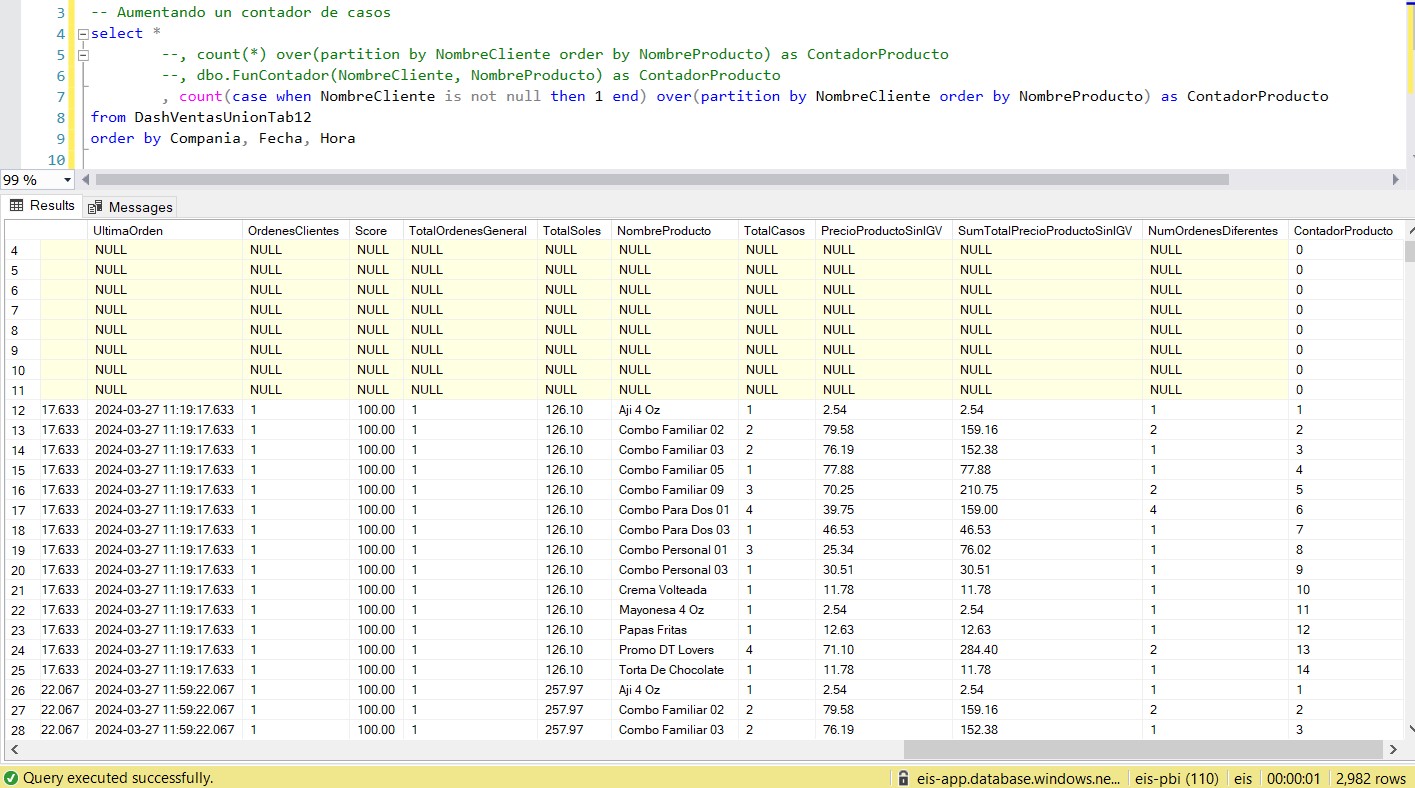 3 -- Aumentando un contador de casos
4 select *
5 --, count(*) over(partition by NombreCliente order by NombreProducto) as ContadorProducto
6 --, dbo.FunContador(NombreCliente, NombreProducto) as ContadorProducto
7 , count(case when NombreCliente is not null then 1 end) over(partition by NombreCliente order by NombreProducto) as ContadorProducto
8 from DashVentasUnionTab12
9 order by Compania, Fecha, Hora
10
99 %
Results Messages
UltimaOrden OrdenesClientes Score TotalOrdenesGeneral TotalSoles NombreProducto TotalCasos PrecioProductoSinIGV SumTotalPrecioProductoSinIGV NumOrdenesDiferentes ContadorProducto
4 NULL NULL NULL NULL NULL NULL NULL NULL NULL NULL 0
5 NULL NULL NULL NULL NULL NULL NULL NULL NULL NULL 0
6 NULL NULL NULL NULL NULL NULL NULL NULL NULL NULL 0
7 NULL NULL NULL NULL NULL NULL NULL NULL NULL NULL 0
8 NULL NULL NULL NULL NULL NULL NULL NULL NULL NULL 0
9 NULL NULL NULL NULL NULL NULL NULL NULL NULL NULL 0
10 NULL NULL NULL NULL NULL NULL NULL NULL NULL NULL 0
11 NULL NULL NULL NULL NULL NULL NULL NULL NULL NULL 0
12 17.633 2024-03-27 11:19:17.633 1 100.00 1 126.10 Aji 4 Oz 1 2.54 2.54 1 1
13 17.633 2024-03-27 11:19:17.633 1 100.00 1 126.10 Combo Familiar 02 2 79.58 159.16 2 2
14 17.633 2024-03-27 11:19:17.633 1 100.00 1 126.10 Combo Familiar 03 2 76.19 152.38 1 3
15 17.633 2024-03-27 11:19:17.633 1 100.00 1 126.10 Combo Familiar 05 1 77.88 77.88 1 4
16 17.633 2024-03-27 11:19:17.633 1 100.00 1 126.10 Combo Familiar 09 3 70.25 210.75 2 5
17 17.633 2024-03-27 11:19:17.633 1 100.00 1 126.10 Combo Para Dos 01 4 39.75 159.00 4 6
18 17.633 2024-03-27 11:19:17.633 1 100.00 1 126.10 Combo Para Dos 03 1 46.53 46.53 1 7
19 17.633 2024-03-27 11:19:17.633 1 100.00 1 126.10 Combo Personal 01 3 25.34 76.02 1 8
20 17.633 2024-03-27 11:19:17.633 1 100.00 1 126.10 Combo Personal 03 1 30.51 30.51 1 9
21 17.633 2024-03-27 11:19:17.633 1 100.00 1 126.10 Crema Volteada 1 11.78 11.78 1 10
22 17.633 2024-03-27 11:19:17.633 1 100.00 1 126.10 Mayonesa 4 Oz 1 2.54 2.54 1 11
23 17.633 2024-03-27 11:19:17.633 1 100.00 1 126.10 Papas Fritas 1 12.63 12.63 1 12
24 17.633 2024-03-27 11:19:17.633 1 100.00 1 126.10 Promo DT Lovers 4 71.10 284.40 2 13
25 17.633 2024-03-27 11:19:17.633 1 100.00 1 126.10 Torta De Chocolate 1 11.78 11.78 1 14
26 22.067 2024-03-27 11:59:22.067 1 100.00 1 257.97 Aji 4 Oz 1 2.54 2.54 1 1
27 22.067 2024-03-27 11:59:22.067 1 100.00 1 257.97 Combo Familiar 02 2 79.58 159.16 2 2
28 22.067 2024-03-27 11:59:22.067 1 100.00 1 257.97 Combo Familiar 03 2 76.19 152.38 1 3
Query executed successfully. eis-app.database.windows.ne... eis-pbi (110) eis 00:00:01 2,982 rows